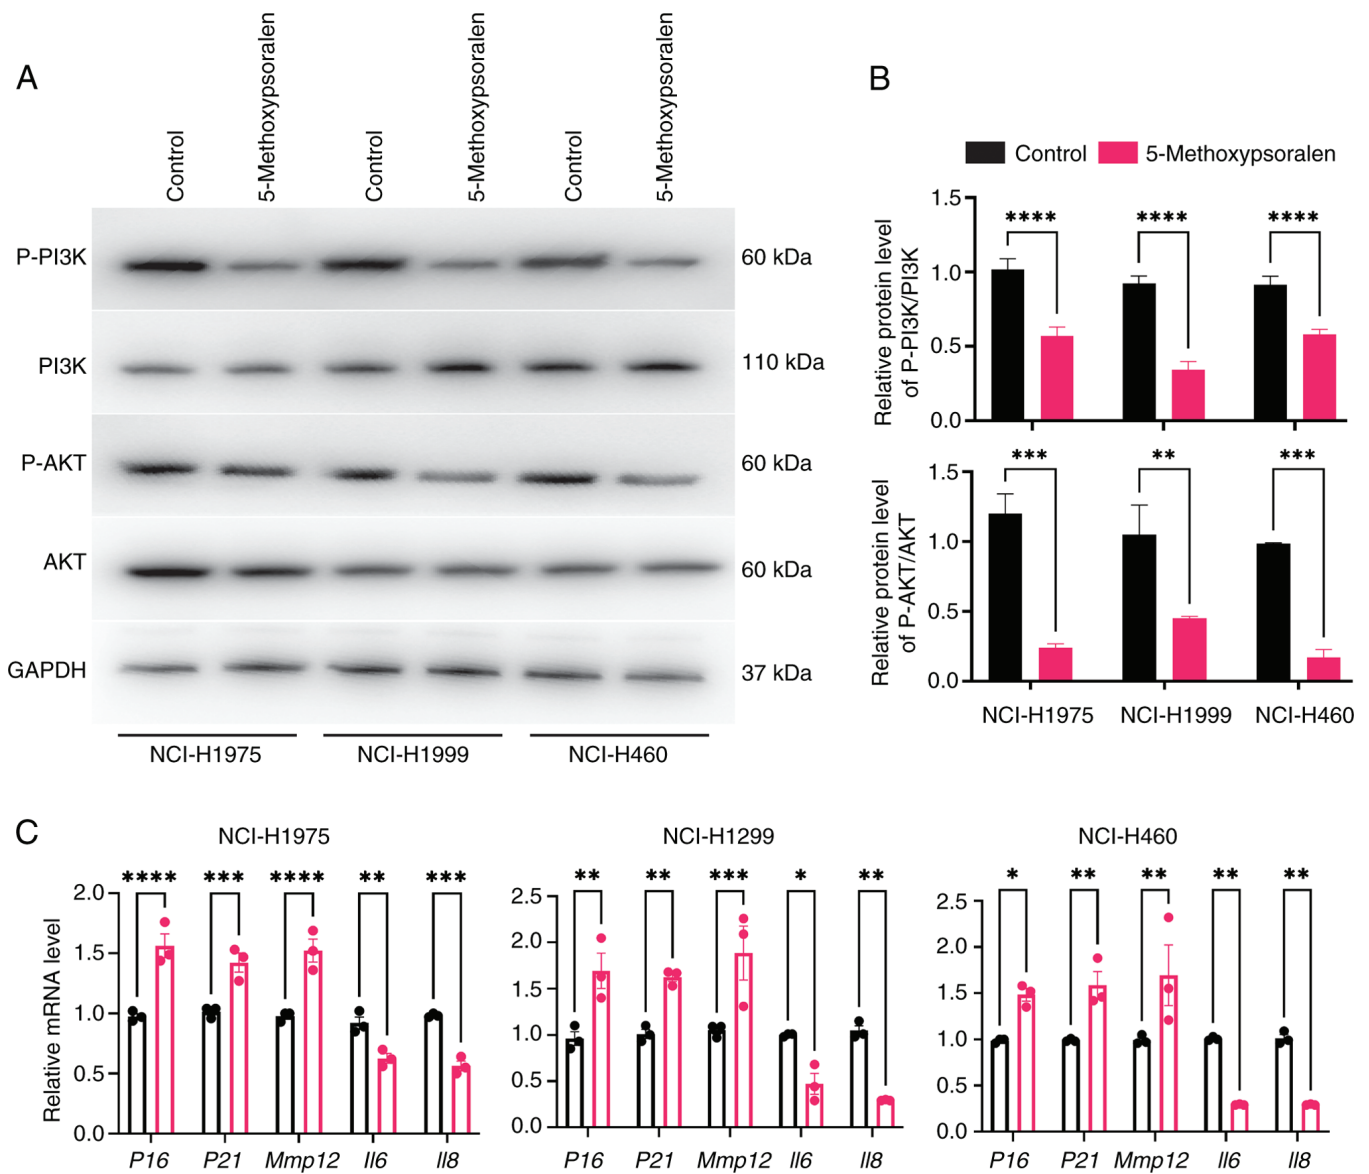 A
Control
5-Methoxypsoralen
Control
5-Methoxypsoralen
Control
5-Methoxypsoralen
P-PI3K
60 kDa
PI3K
110 kDa
P-AKT
60 kDa
AKT
60 kDa
GAPDH
37 kDa
NCI-H1975
NCI-H1999
NCI-H460
B
Control
5-Methoxypsoralen
Relative protein level
of P-PI3K/PI3K
1.5
1.0
0.5
0.0
****
****
****
Relative protein level
of P-AKT/AKT
1.5
1.0
0.5
0.0
***
**
***
NCI-H1975
NCI-H1999
NCI-H460
C
NCI-H1975
Relative mRNA level
2.0
1.5
1.0
0.5
0.0
****
***
****
**
***
P16
P21
Mmp12
Il6
Il8
NCI-H1299
2.5
2.0
1.5
1.0
0.5
0.0
**
**
***
*
**
P16
P21
Mmp12
Il6
Il8
NCI-H460
2.5
2.0
1.5
1.0
0.5
0.0
*
**
**
**
**
P16
P21
Mmp12
Il6
Il8